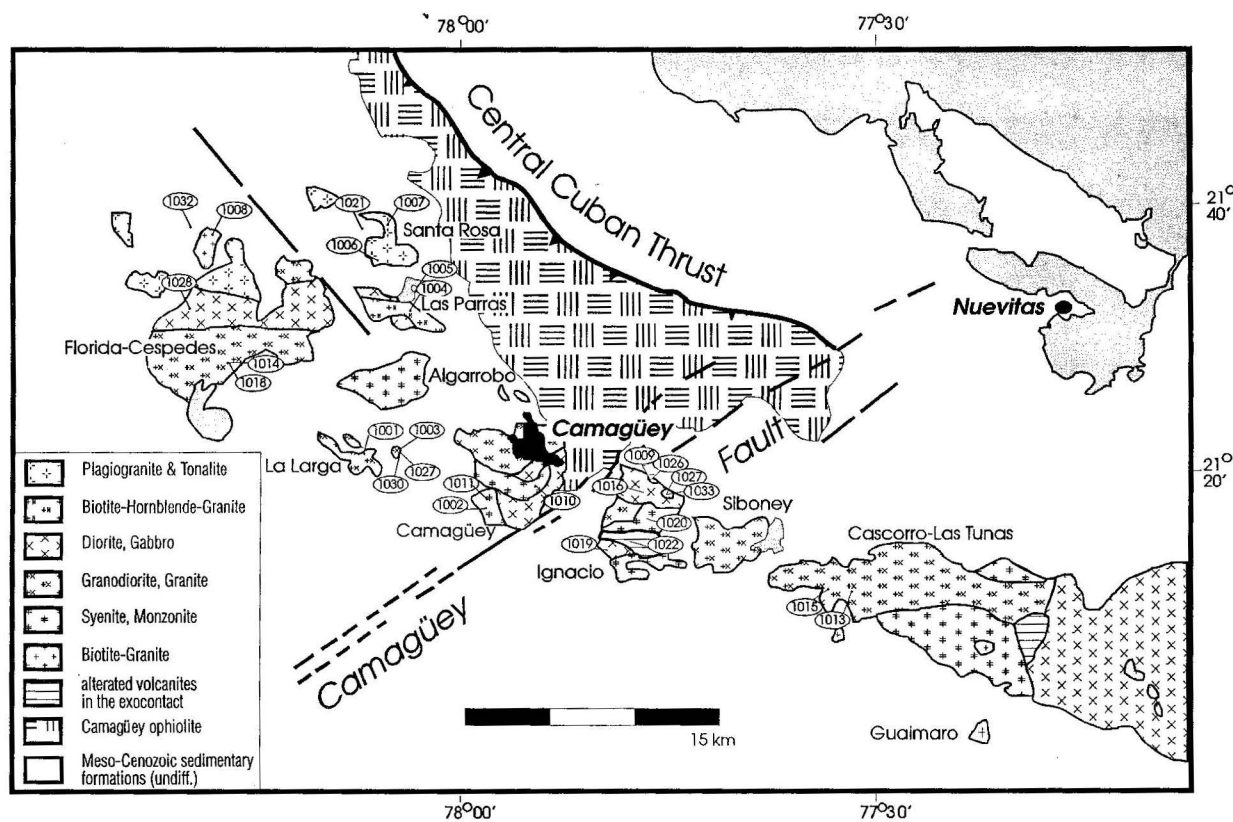 78°00'
77°30'
Central Cuban Thrust
21°
40'
1032
1008
1021
1007
Santa Rosa
1006
1005
1004
Las Parras
1028
Nuevitas
Florida-Cespedes
1014
1018
Algarrobo
Camagüey
Fault
1001
1003
La Larga
1027
1030
1009
1026
1027
1033
1016
Siboney
21°
20'
1011
1002
1010
Camagüey
1020
1019
1022
Ignacio
Cascorro-Las Tunas
1015
1013
Camagüey
Guaimaro
15 km
Plagiogranite & Tonalite
Biotite-Hornblende-Granite
Diorite, Gabbro
Granodiorite, Granite
Syenite, Monzonite
Biotite-Granite
alterated volcanites
in the exocontact
Camagüey ophiolite
Meso-Cenozoic sedimentary
formations (undiff.)
78°00'
77°30'